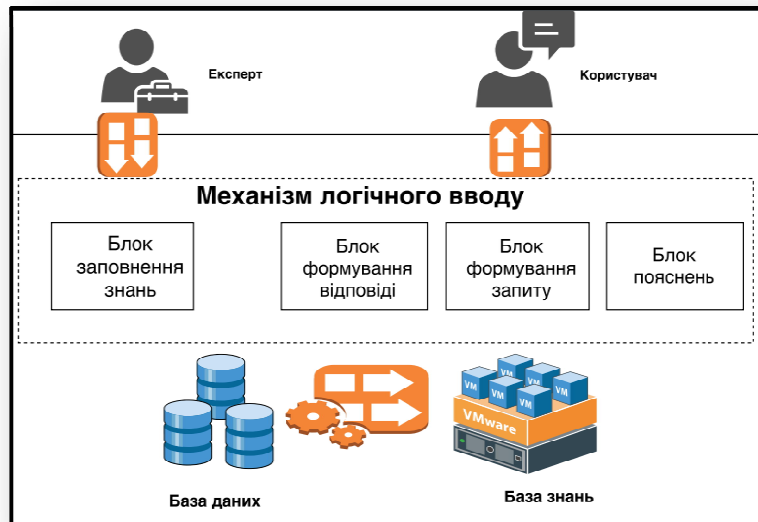 Експерт
Користувач
Механізм логічного вводу
Блок
заповнення
знань
Блок
формування
відповіді
Блок
формування
запиту
Блок
пояснень
VM
VM
VM
VM
VM
VM
VMware
База даних
База знань